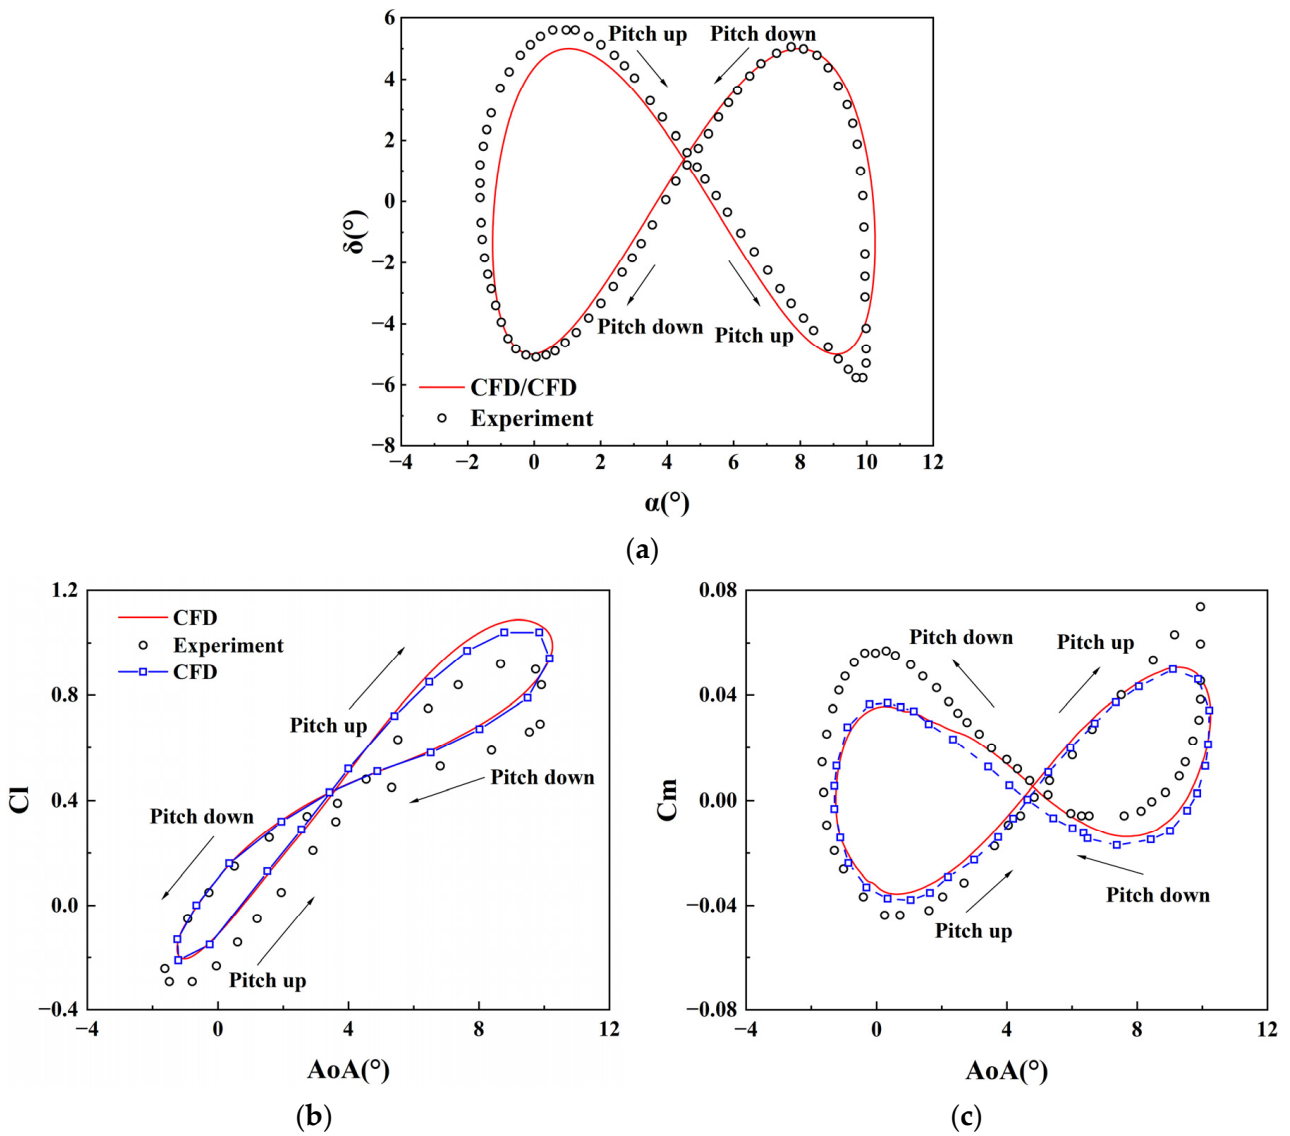 6
4
2
0
−2
−4
−6
−8
δ(°)
Pitch up
Pitch down
Pitch down
Pitch up
CFD/CFD
Experiment
−4 −2 0 2 4 6 8 10 12
α(°)
(a)
1.2
0.8
0.4
0.0
−0.4
Cl
CFD
Experiment
CFD
Pitch up
Pitch down
Pitch down
Pitch up
−4 0 4 8 12
AoA(°)
(b)
0.08
0.04
0.00
−0.04
−0.08
Cm
Pitch down
Pitch up
Pitch down
Pitch up
−4 0 4 8 12
AoA(°)
(c)